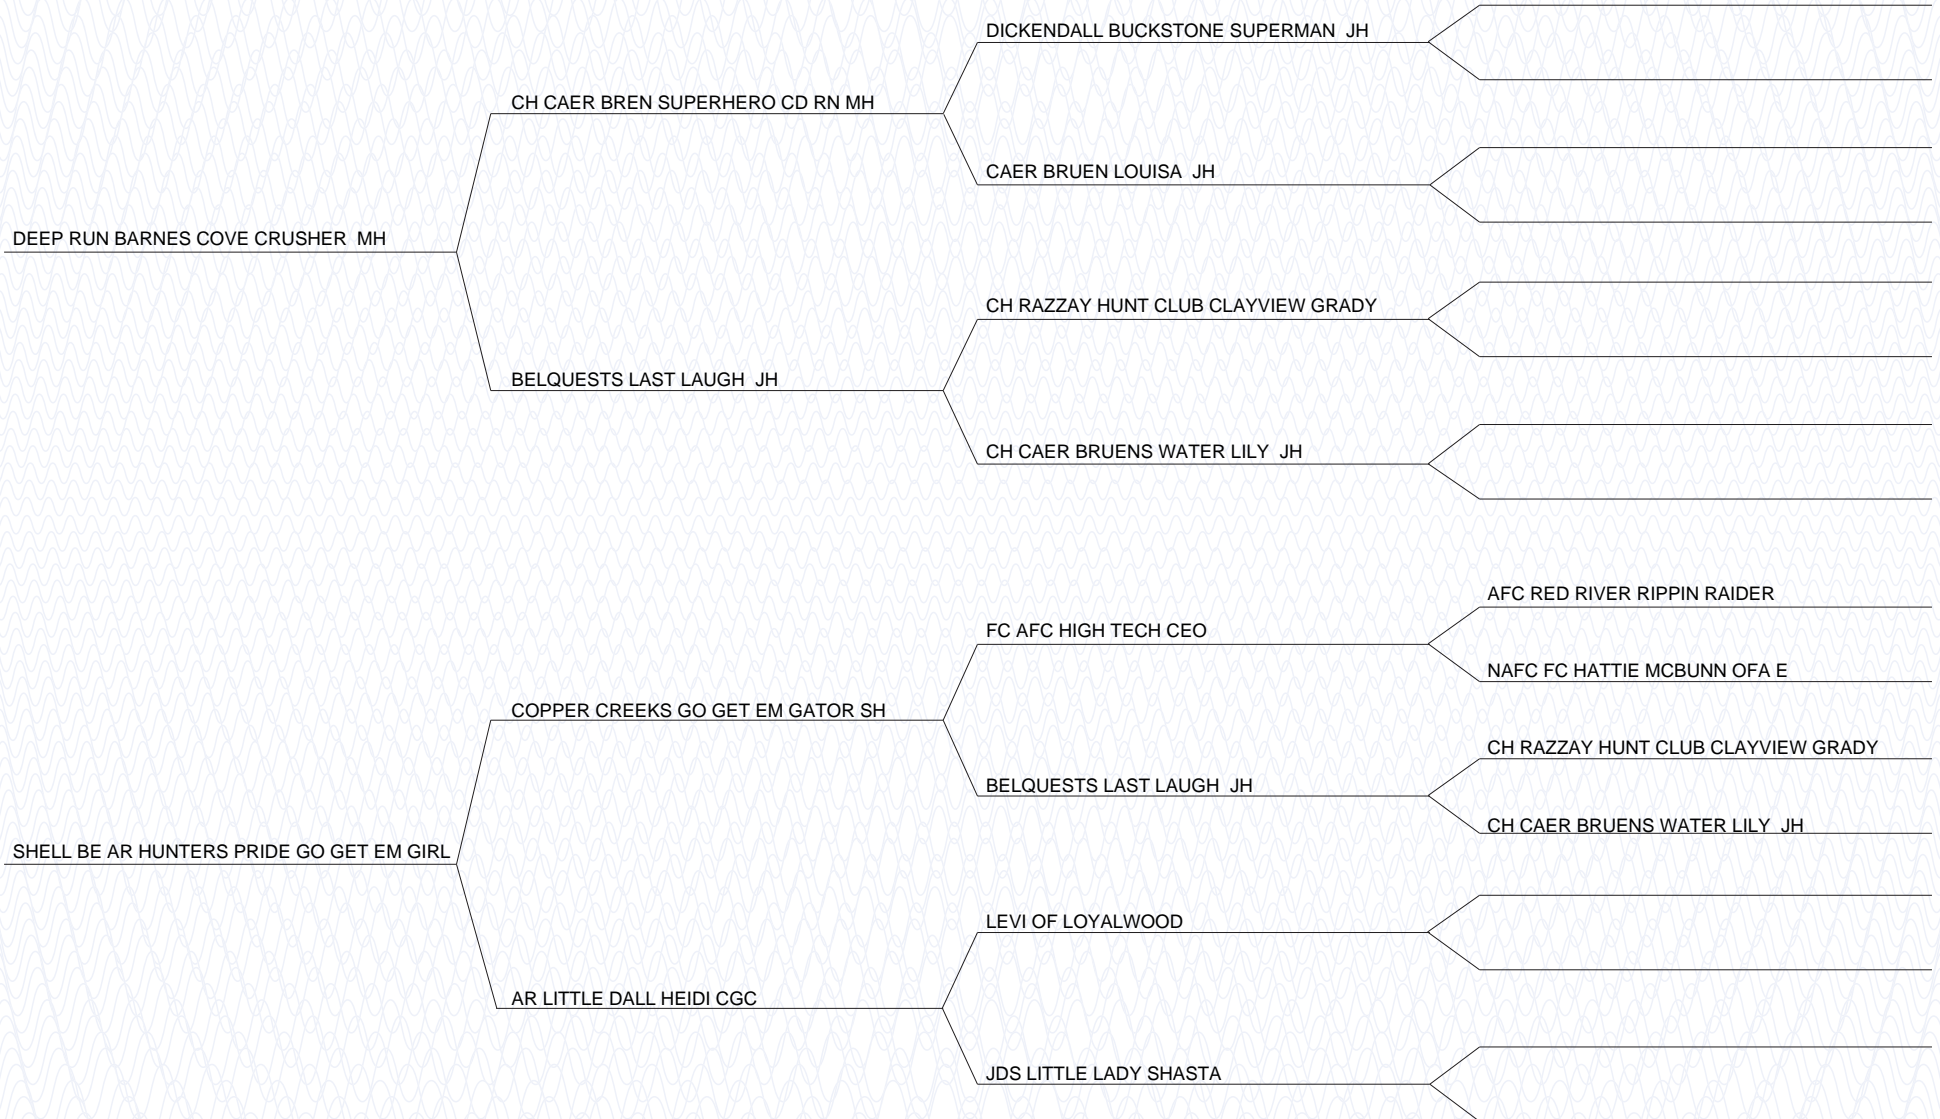 DICKENDALL BUCKSTONE SUPERMAN  JH
CH CAER BREN SUPERHERO CD RN MH
CAER BRUEN LOUISA  JH
DEEP RUN BARNES COVE CRUSHER  MH
CH RAZZAY HUNT CLUB CLAYVIEW GRADY
BELQUESTS LAST LAUGH  JH
CH CAER BRUENS WATER LILY  JH
AFC RED RIVER RIPPIN RAIDER
FC AFC HIGH TECH CEO
NAFC FC HATTIE MCBUNN OFA E
COPPER CREEKS GO GET EM GATOR SH
CH RAZZAY HUNT CLUB CLAYVIEW GRADY
BELQUESTS LAST LAUGH  JH
CH CAER BRUENS WATER LILY  JH
SHELL BE AR HUNTERS PRIDE GO GET EM GIRL
LEVI OF LOYALWOOD
AR LITTLE DALL HEIDI CGC
JDS LITTLE LADY SHASTA